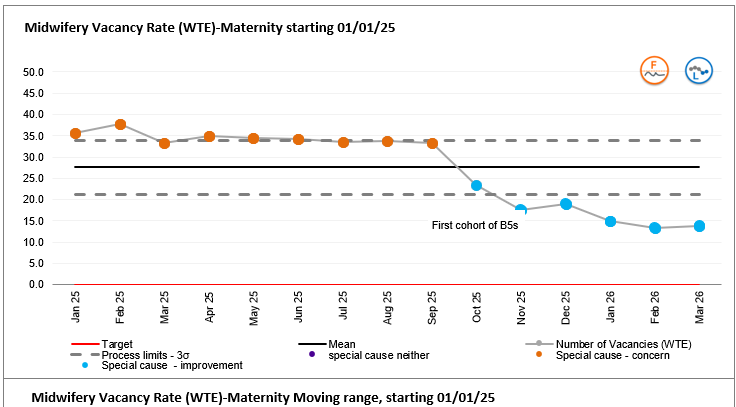 Midwifery Vacancy Rate (WTE)-Maternity starting 01/01/25
F
L
50.0
45.0
40.0
35.0
30.0
25.0
20.0
15.0
10.0
5.0
0.0
First cohort of B5s
Jan 25 Feb 25 Mar 25 Apr 25 May 25 Jun 25 Jul 25 Aug 25 Sep 25 Oct 25 Nov 25 Dec 25 Jan 26 Feb 26 Mar 26
Target Mean Number of Vacancies (WTE)
Process limits - 3σ special cause neither Special cause - concern
Special cause - improvement
Midwifery Vacancy Rate (WTE)-Maternity Moving range, starting 01/01/25